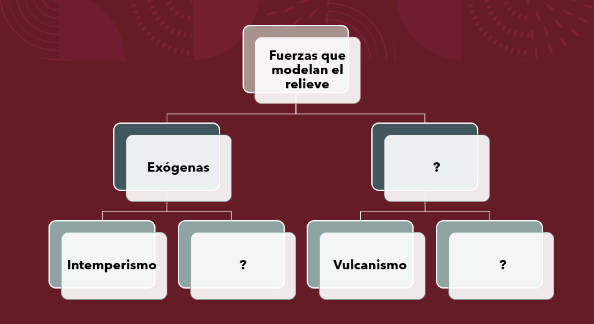 Fuerzas que
modelan el
relieve
Exógenas
?
Intemperismo
?
Vulcanismo
?